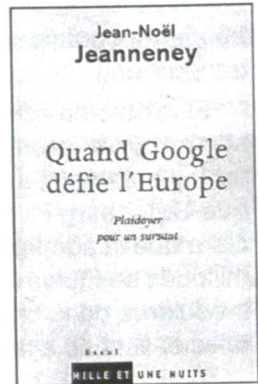 Jean-Noël
Jeanneney
Quand Google
défie l'Europe
Plaidoyer
pour un sursaut
Essai
MILLE ET UNE NUITS